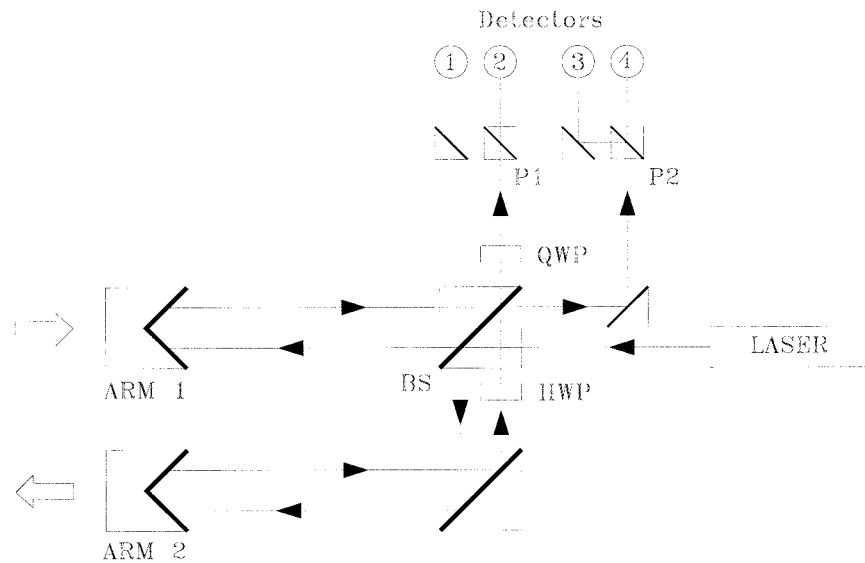 Detectors
1 2 3 4
P1 P2
QWP
LASER
BS HWP
ARM 1
ARM 2